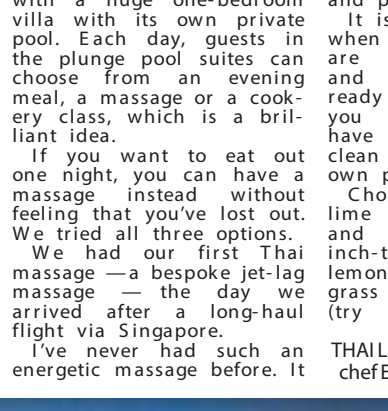 with a huge one-bedroom
villa with its own private
pool. Each day, guests in
the plunge pool suites can
choose from an evening
meal, a massage or a cook-
ery class, which is a bril-
liant idea.
If you want to eat out
one night, you can have a
massage instead without
feeling that you've lost out.
We tried all three options.
We had our first Thai
massage —a bespoke jet-lag
massage — the day we
arrived after a long-haul
flight via Singapore.
I've never had such an
energetic massage before. It
and p
It is
when
are
and
ready
you
have
clean
own p
Cho
lime
and
inch-t
lemon
grass
(try
THAIL
chef E